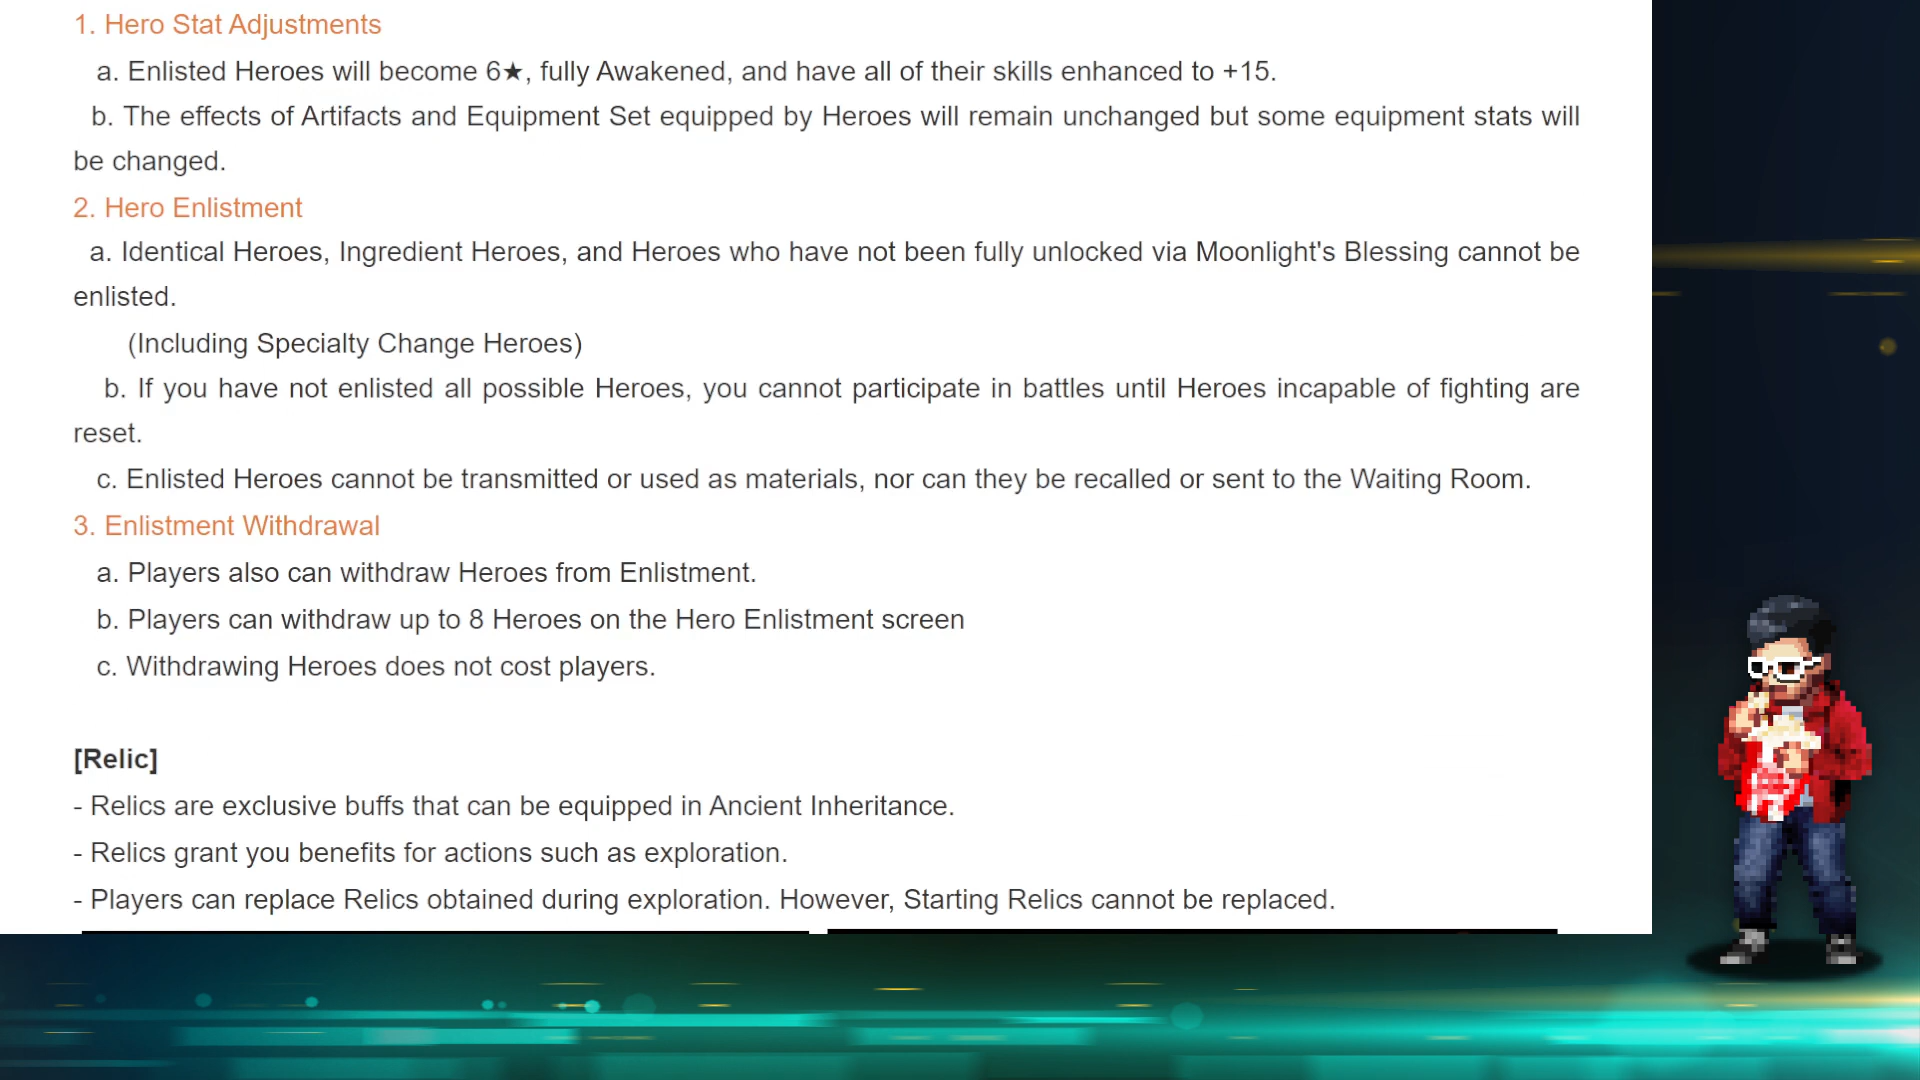 1. Hero Stat Adjustments
a. Enlisted Heroes will become 6★, fully Awakened, and have all of their skills enhanced to +15.
b. The effects of Artifacts and Equipment Set equipped by Heroes will remain unchanged but some equipment stats will
be changed.
2. Hero Enlistment
a. Identical Heroes, Ingredient Heroes, and Heroes who have not been fully unlocked via Moonlight's Blessing cannot be
enlisted.
(Including Specialty Change Heroes)
b. If you have not enlisted all possible Heroes, you cannot participate in battles until Heroes incapable of fighting are
reset.
c. Enlisted Heroes cannot be transmitted or used as materials, nor can they be recalled or sent to the Waiting Room.
3. Enlistment Withdrawal
a. Players also can withdraw Heroes from Enlistment.
b. Players can withdraw up to 8 Heroes on the Hero Enlistment screen
c. Withdrawing Heroes does not cost players.
[Relic]
- Relics are exclusive buffs that can be equipped in Ancient Inheritance.
- Relics grant you benefits for actions such as exploration.
- Players can replace Relics obtained during exploration. However, Starting Relics cannot be replaced.